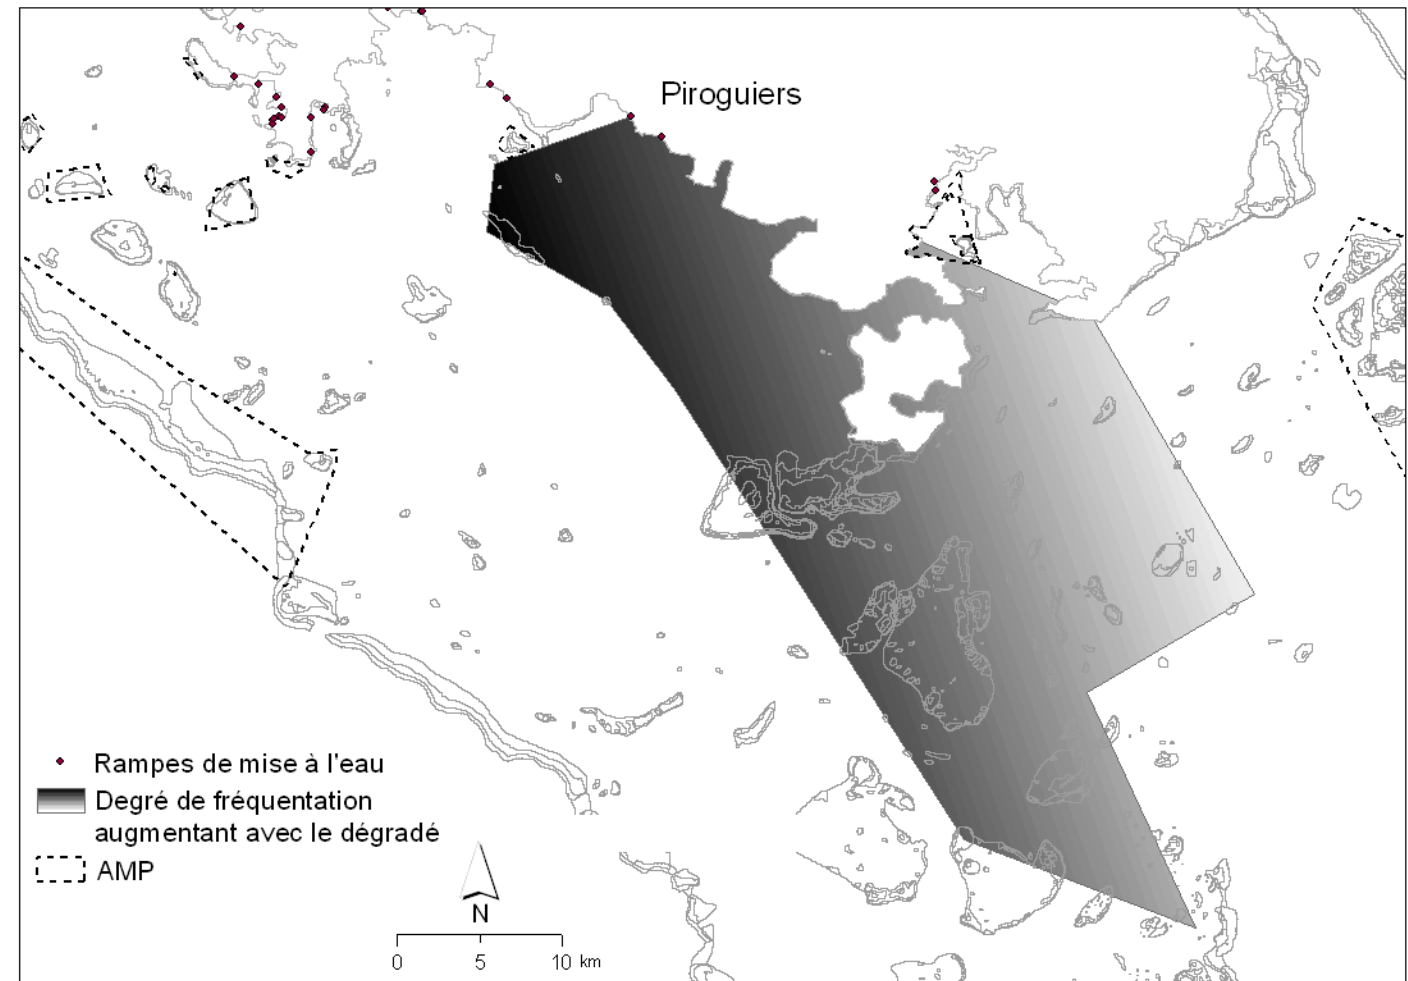 Piroguiers
Rampes de mise à l'eau
Degré de fréquentation
augmentant avec le dégradé
AMP
N
0 5 10 km